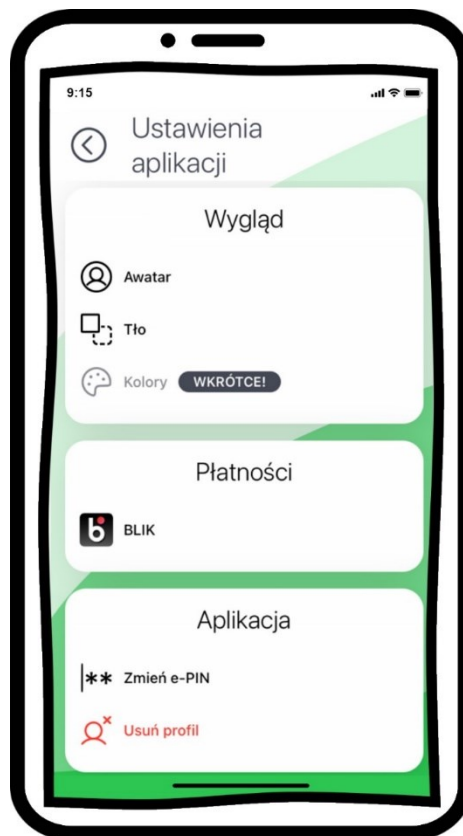 9:15
Ustawienia
aplikacji
Wygląd
Awatar
Tło
Kolory WKRÓTCE!
Płatności
BLIK
Aplikacja
|** Zmień e-PIN
Usuń profil